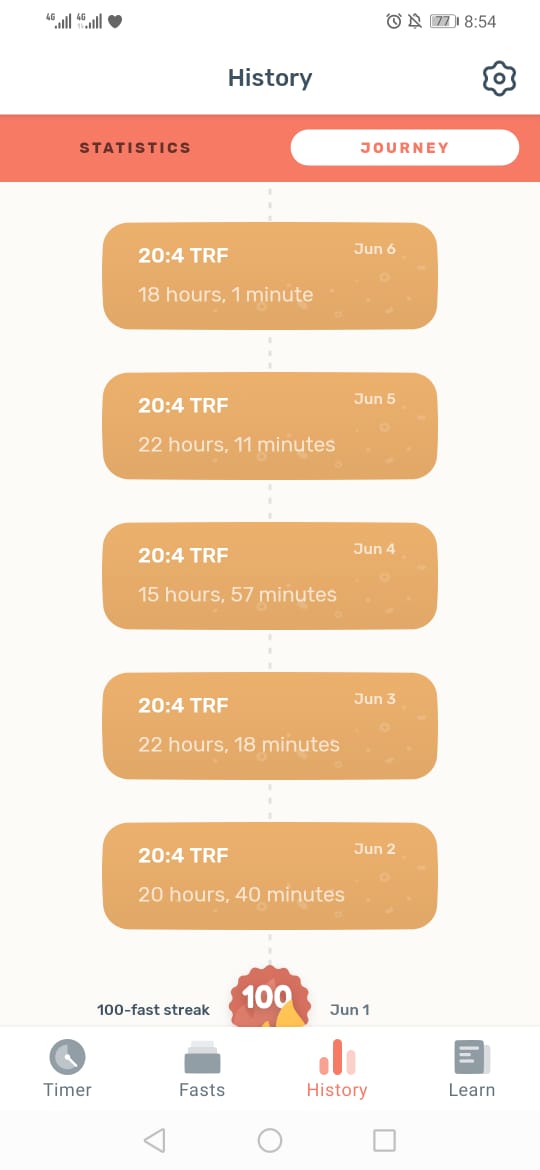 4G 4G 77 8:54
History
STATISTICS JOURNEY
20:4 TRF Jun 6
18 hours, 1 minute
20:4 TRF Jun 5
22 hours, 11 minutes
20:4 TRF Jun 4
15 hours, 57 minutes
20:4 TRF Jun 3
22 hours, 18 minutes
20:4 TRF Jun 2
20 hours, 40 minutes
100-fast streak 100 Jun 1
Timer Fasts History Learn